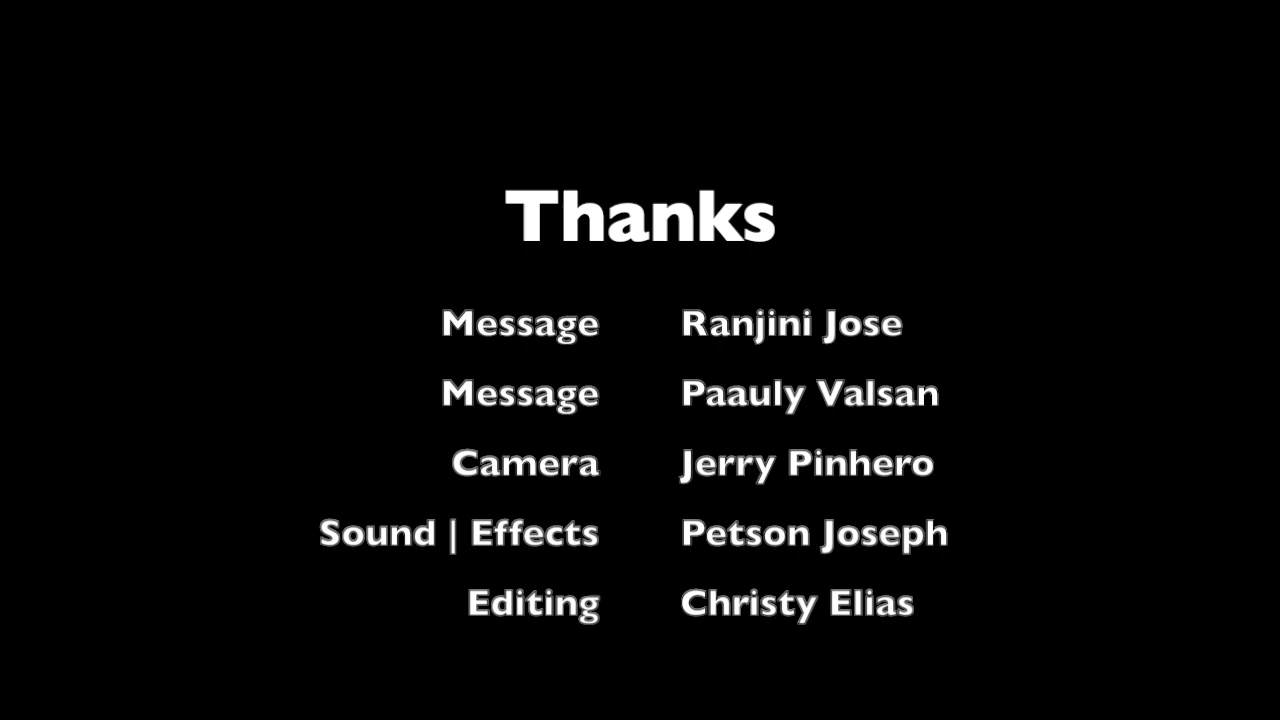 Thanks
Message Ranjini Jose
Message Paauly Valsan
Camera Jerry Pinhero
Sound | Effects Petson Joseph
Editing Christy Elias